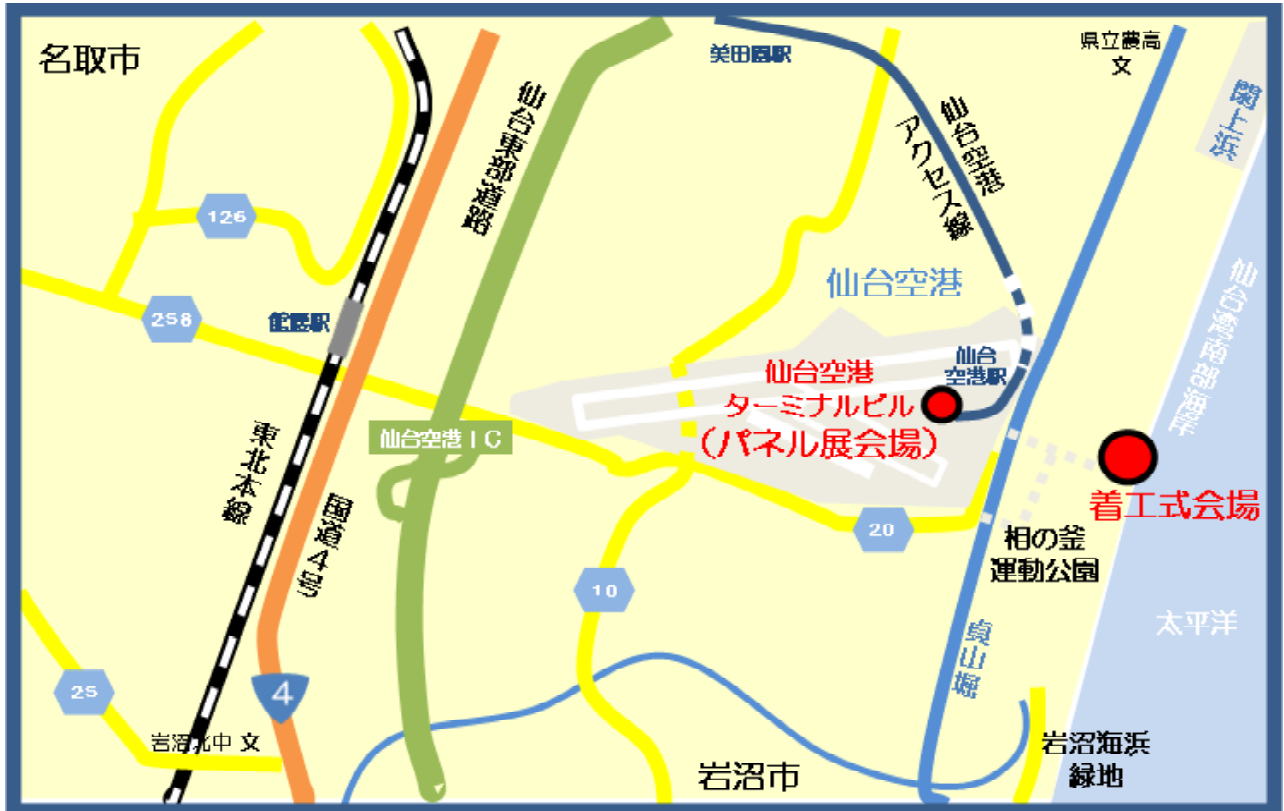 名取市
美田園駅
県立農高
文
閖上浜
仙台東部道路
仙台空港
アクセス線
126
仙台空港
仙台湾南部海岸
258
館腰駅
仙台空港
ターミナルビル
(パネル展会場)
仙台
空港駅
仙台空港IC
東北本線
国道4号
着工式会場
20
相の釜
運動公園
10
太平洋
貞山堀
25
4
岩沼北中 文
岩沼市
岩沼海浜
緑地